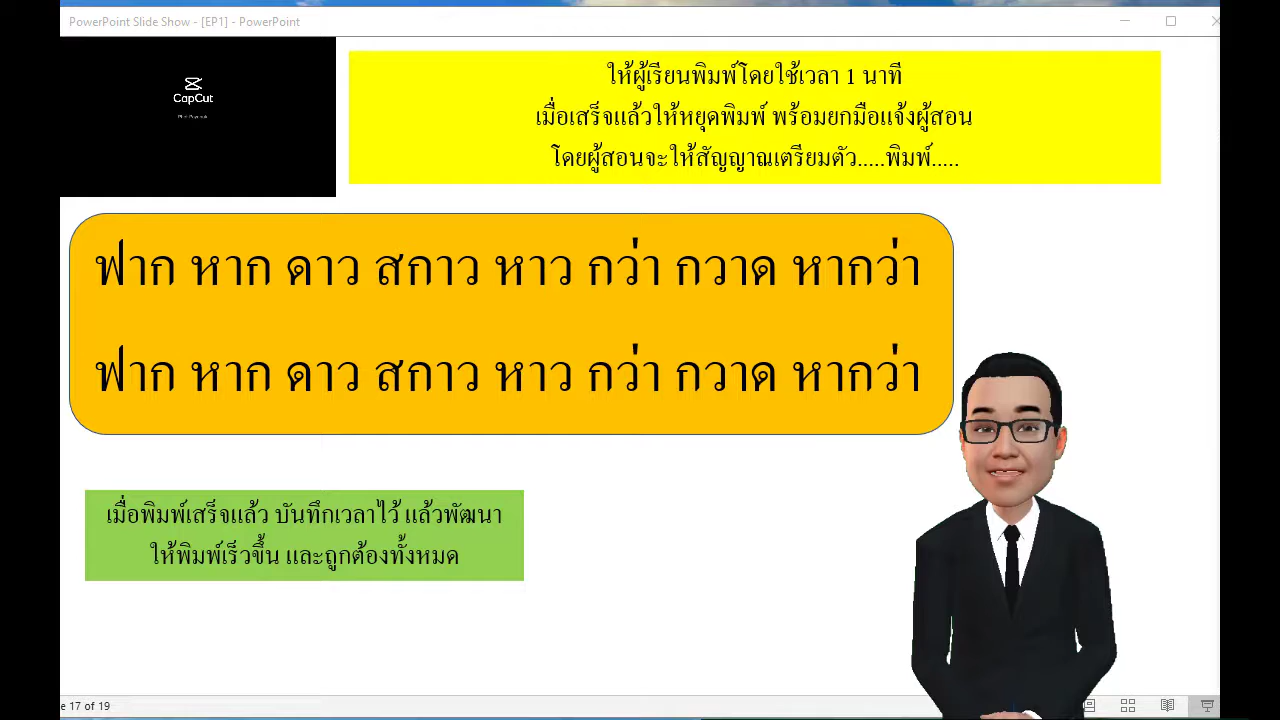 PowerPoint Slide Show - [EP1] - PowerPoint
CapCut
ให้ผู้เรียนพิมพ์โดยใช้เวลา 1 นาที
เมื่อเสร็จแล้วให้หยุดพิมพ์ พร้อมยกมือแจ้งผู้สอน
โดยผู้สอนจะให้สัญญาณเตรียมตัว.....พิมพ์.....
ฟาก หาก ดาว สกาว หาว กว่า กวาด หากว่า
ฟาก หาก ดาว สกาว หาว กว่า กวาด หากว่า
เมื่อพิมพ์เสร็จแล้ว บันทึกเวลาไว้ แล้วพัฒนา
ให้พิมพ์เร็วขึ้น และถูกต้องทั้งหมด
e 17 of 19